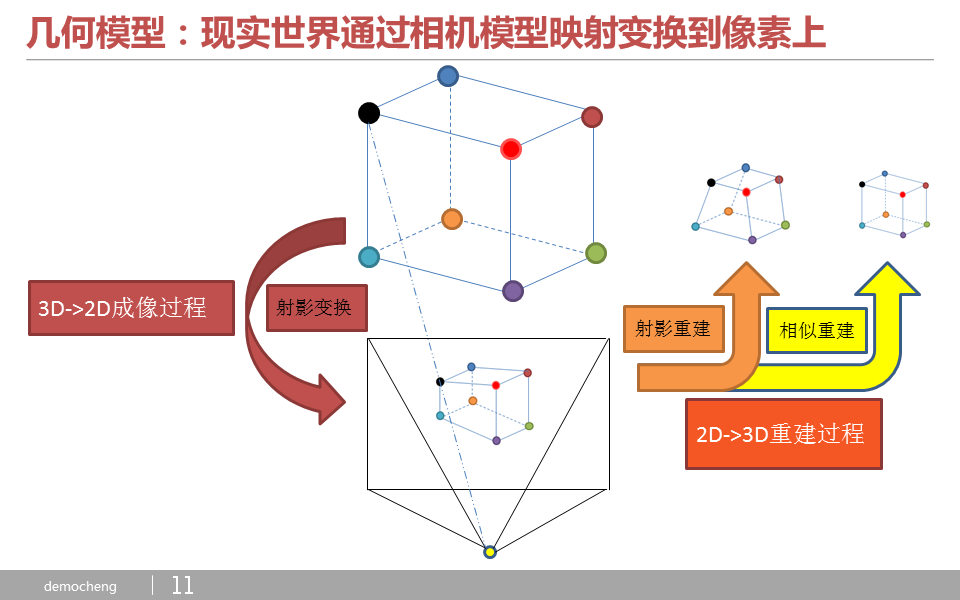 几何模型：现实世界通过相机模型映射变换到像素上
3D->2D成像过程
射影变换
射影重建
相似重建
2D->3D重建过程
democheng
11